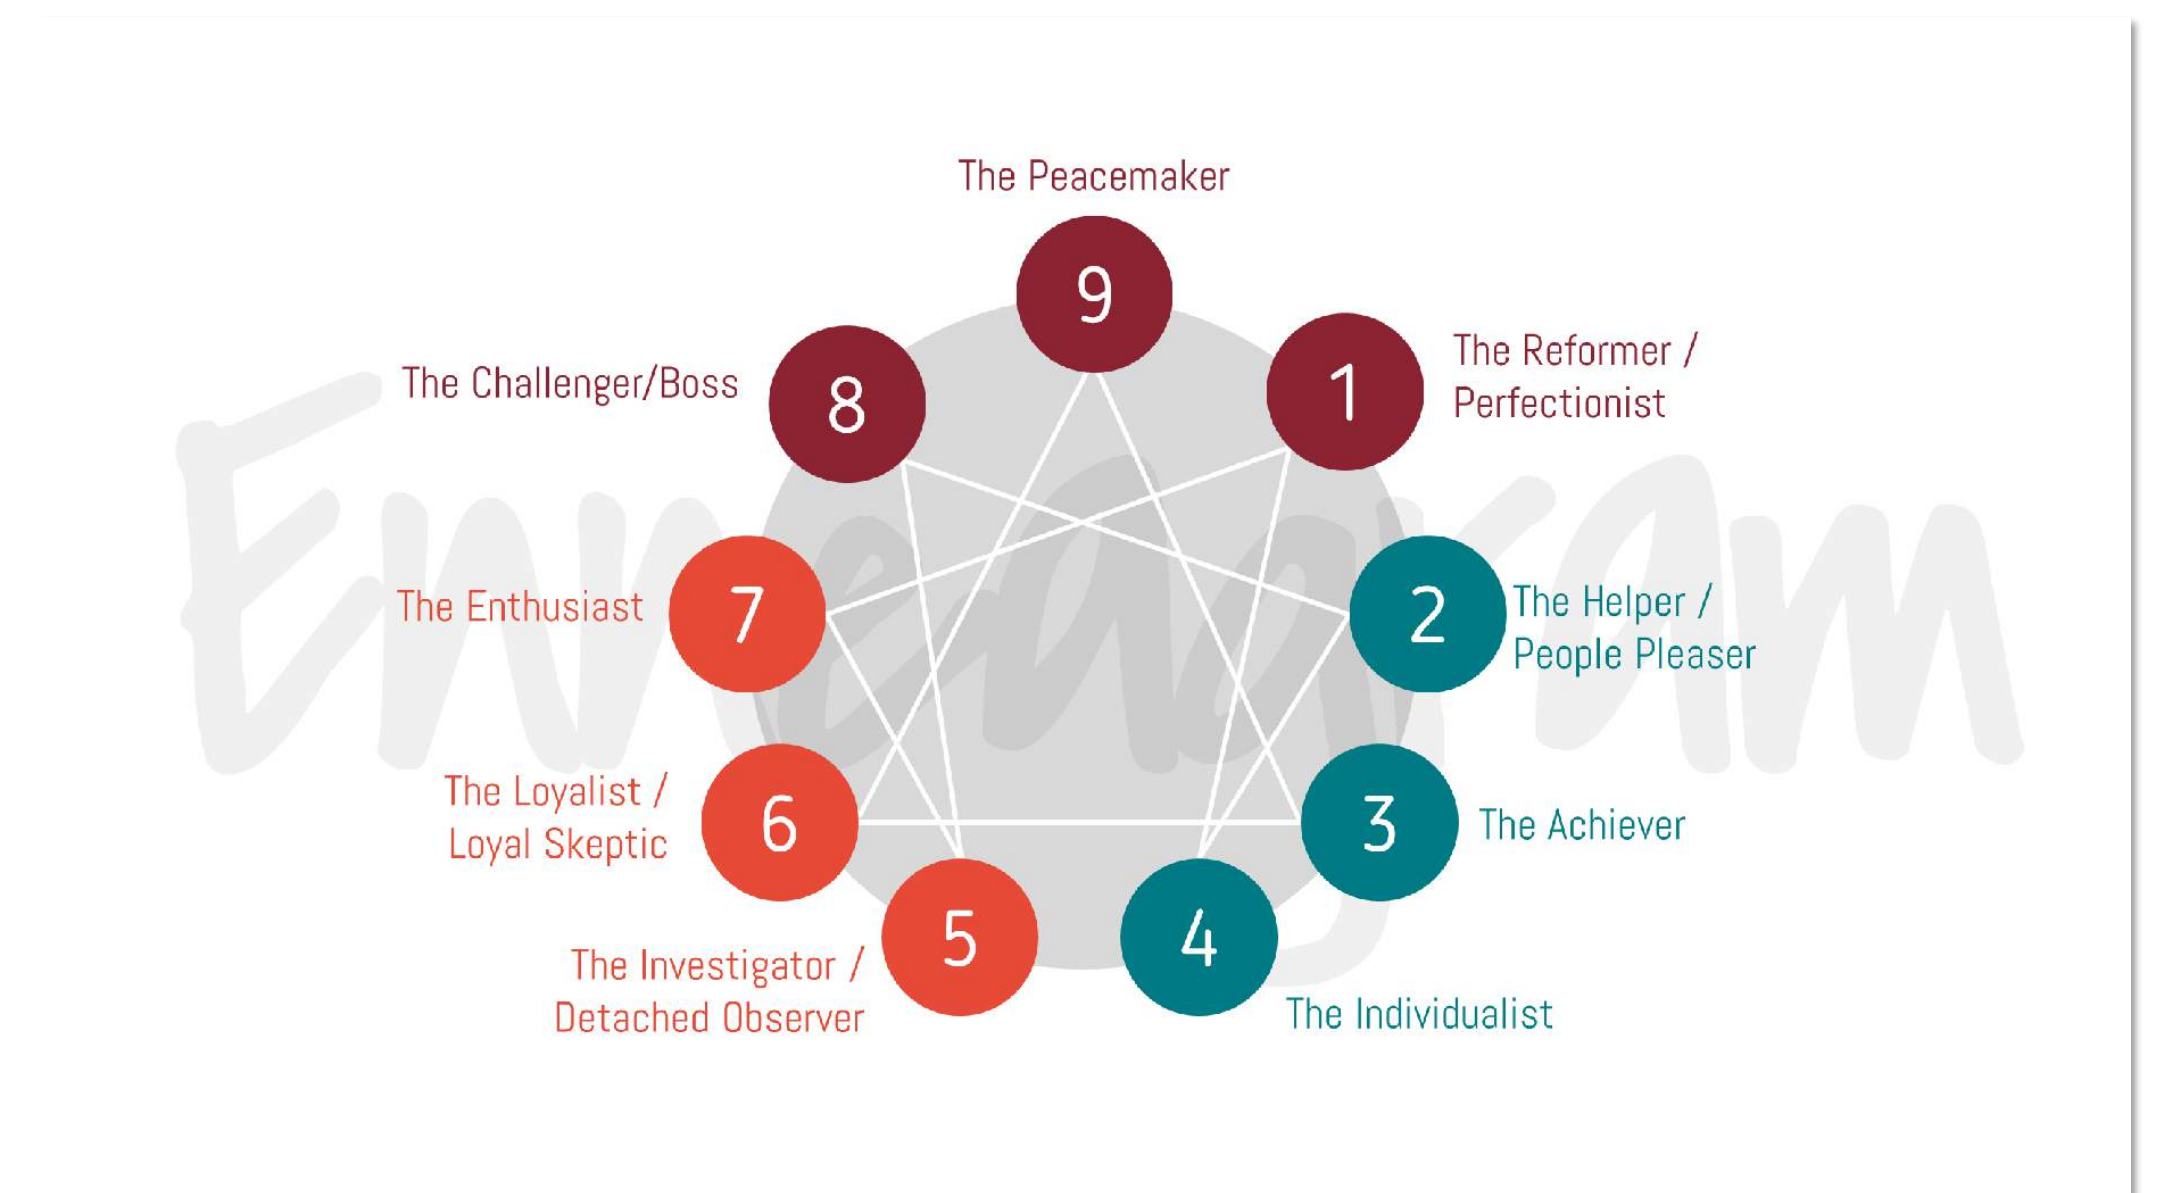 Enneagram
The Peacemaker
9
8
The Challenger/Boss
1
The Reformer /
Perfectionist
7
The Enthusiast
2
The Helper /
People Pleaser
6
The Loyalist /
Loyal Skeptic
3
The Achiever
5
The Investigator /
Detached Observer
4
The Individualist